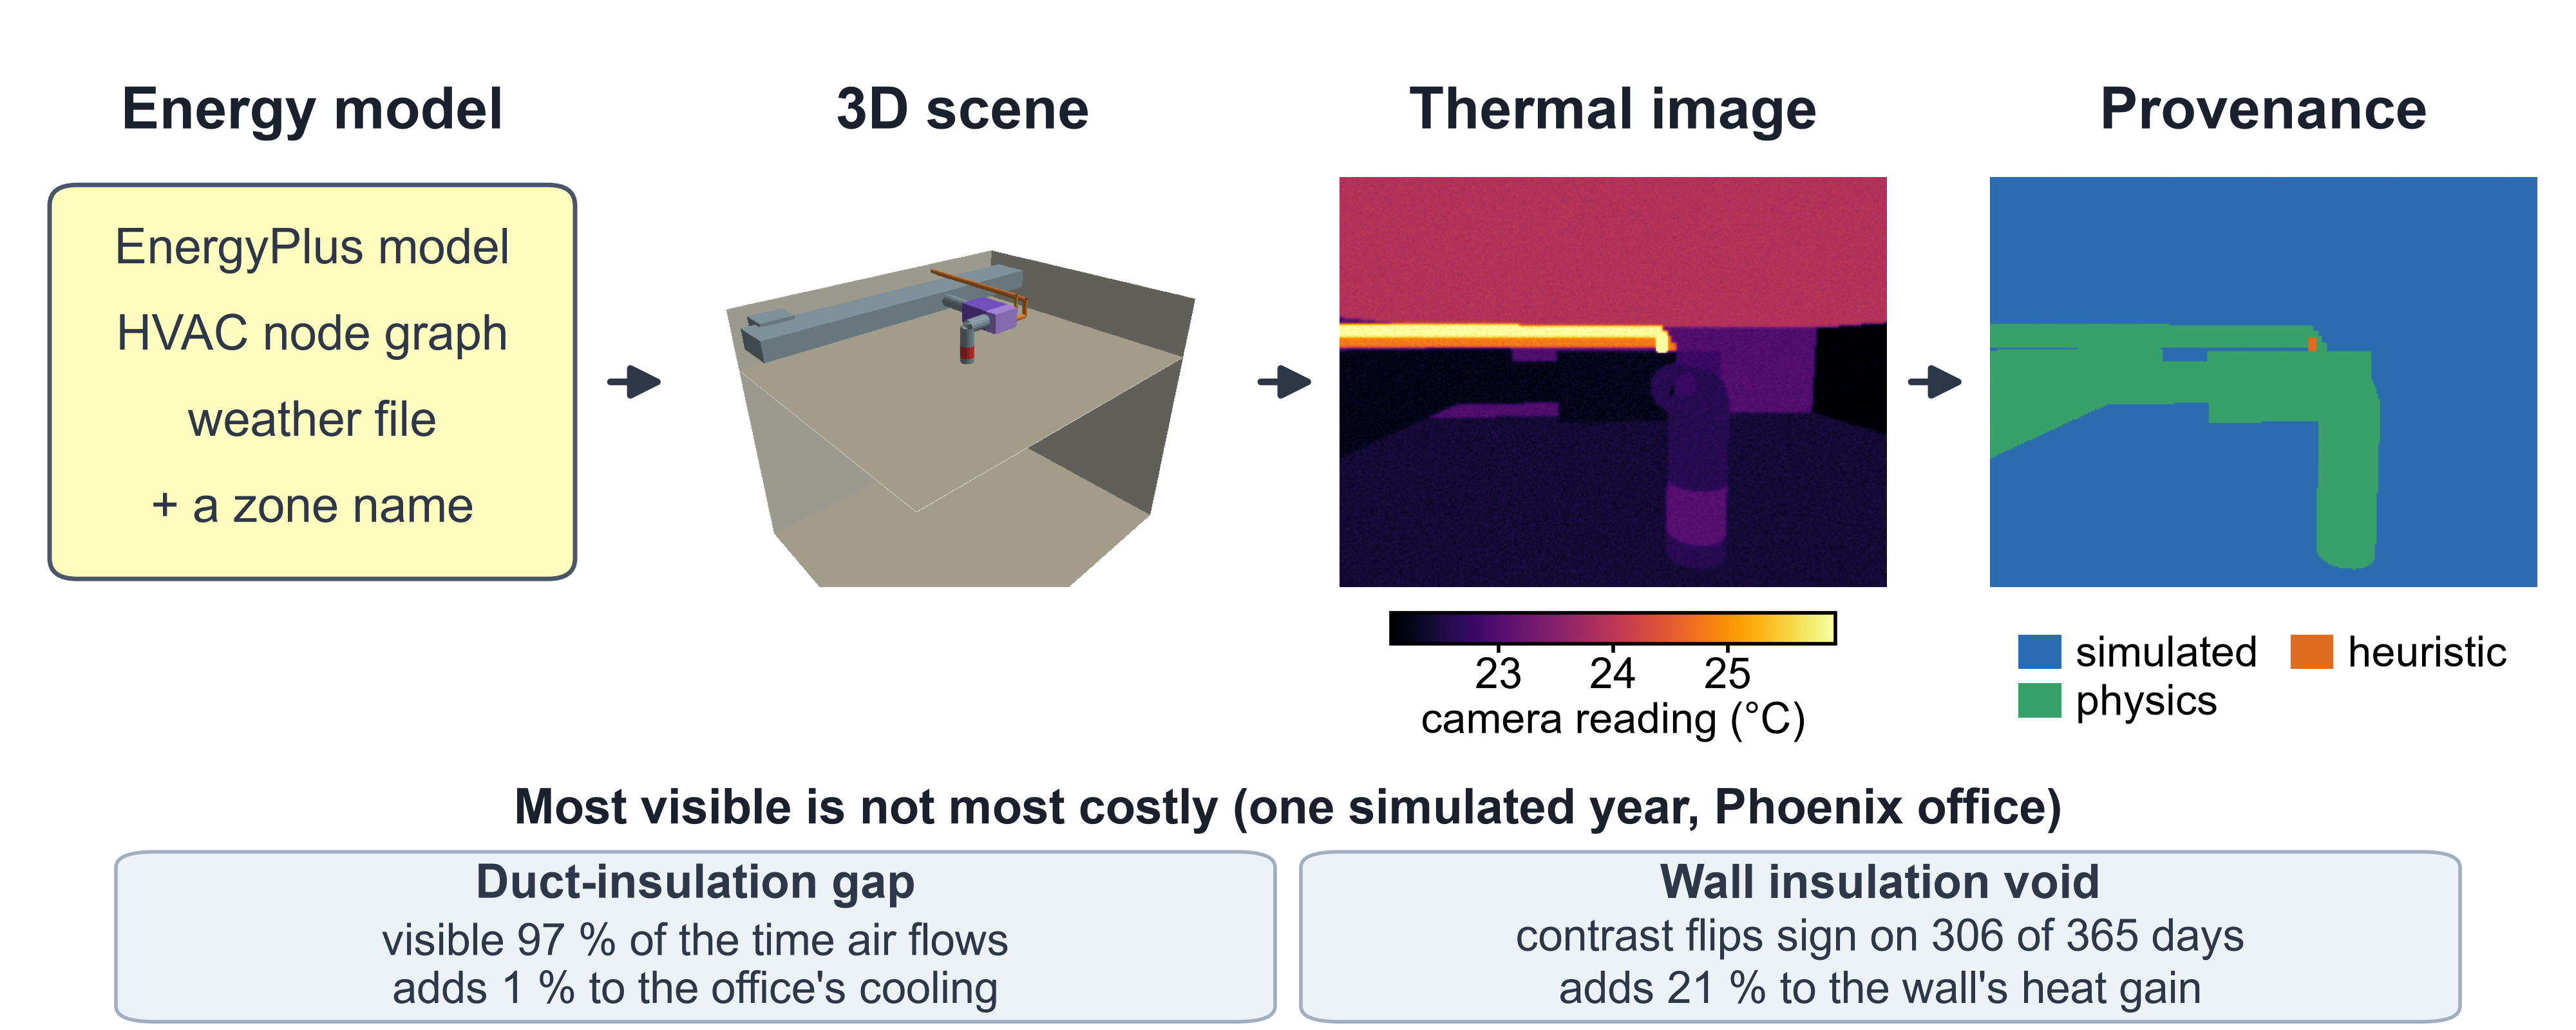 Energy model
3D scene
Thermal image
Provenance
EnergyPlus model
HVAC node graph
weather file
+ a zone name
23 24 25
camera reading (°C)
simulated
heuristic
physics
Most visible is not most costly (one simulated year, Phoenix office)
Duct-insulation gap
visible 97 % of the time air flows
adds 1 % to the office's cooling
Wall insulation void
contrast flips sign on 306 of 365 days
adds 21 % to the wall's heat gain